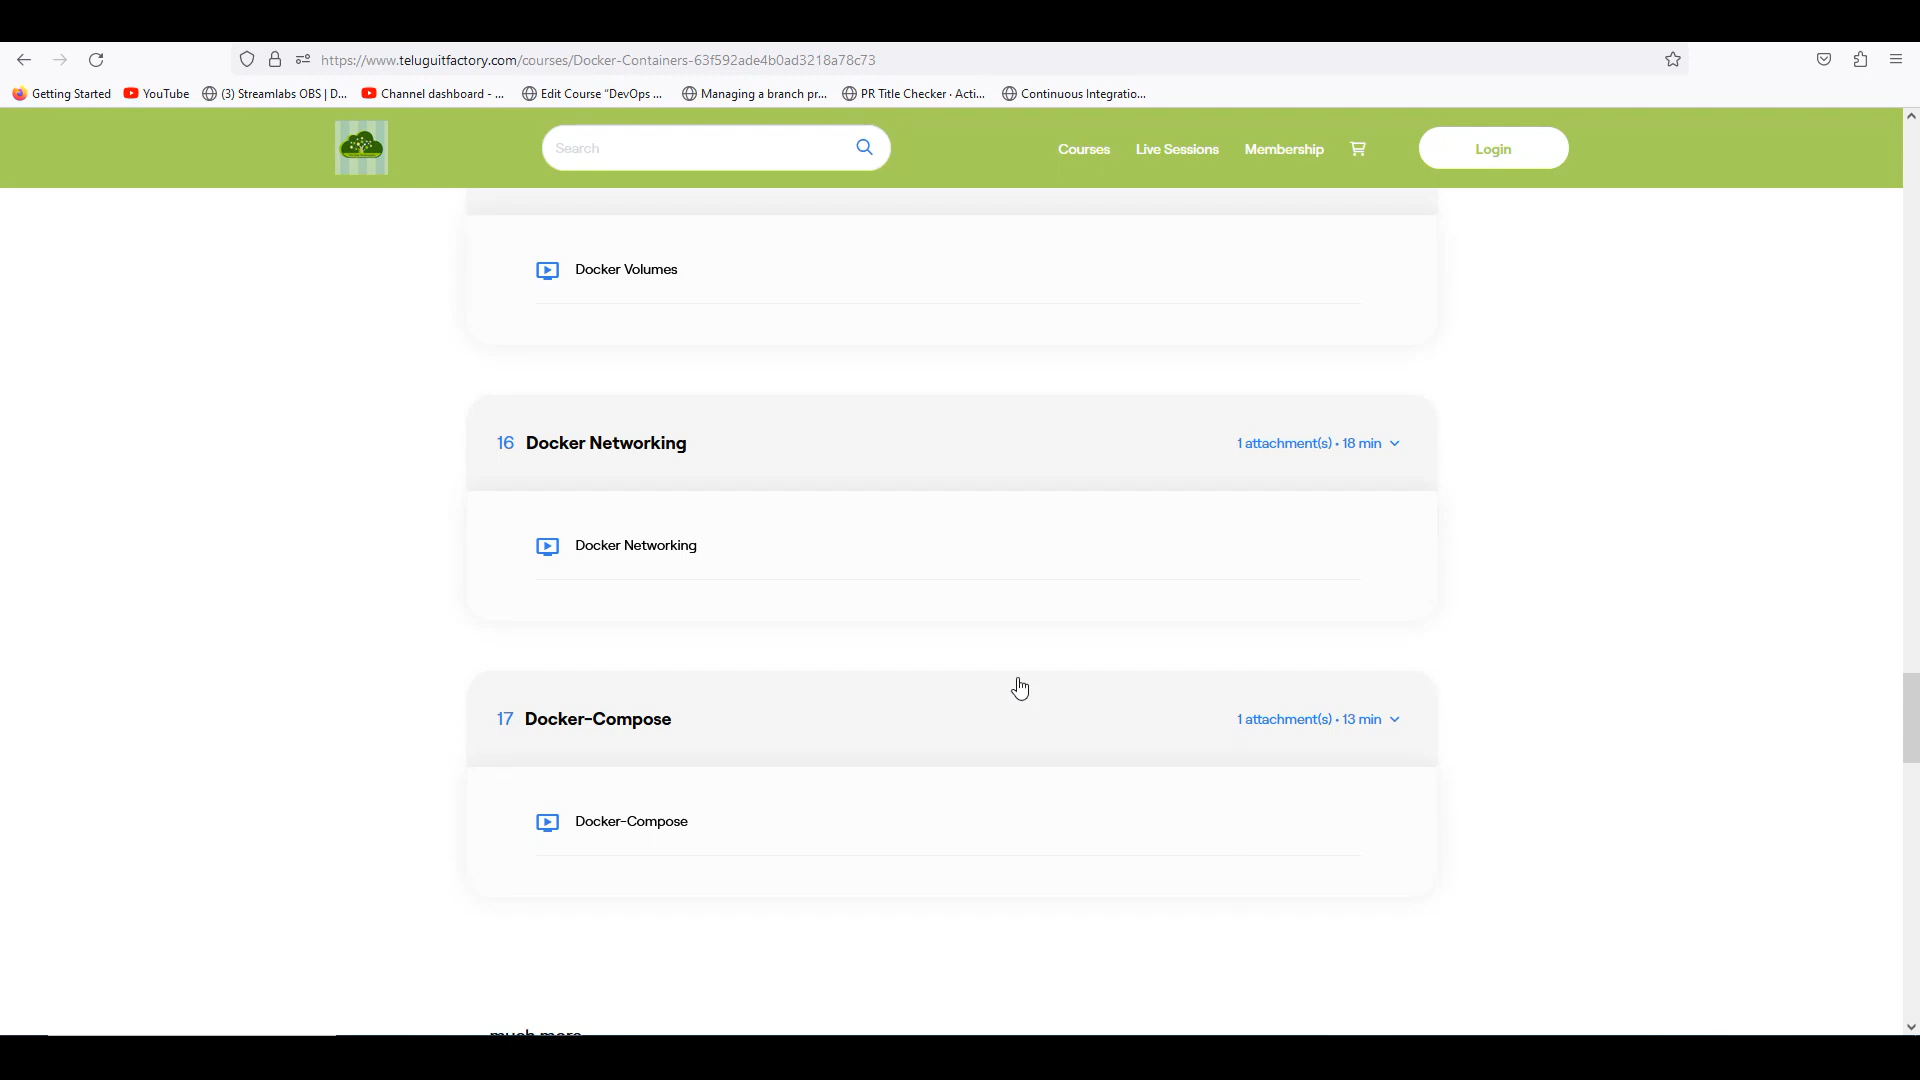 https://www.teluguitfactory.com/courses/Docker-Containers-63f592ade4b0ad3218a78c73
Getting Started
YouTube
(3) Streamlabs OBS | D...
Channel dashboard - ...
Edit Course “DevOps ...
Managing a branch pr...
PR Title Checker · Acti...
Continuous Integratio...
Search
Courses
Live Sessions
Membership
Login
Docker Volumes
16 Docker Networking
1 attachment(s) • 18 min
Docker Networking
17 Docker-Compose
1 attachment(s) • 13 min
Docker-Compose
much more